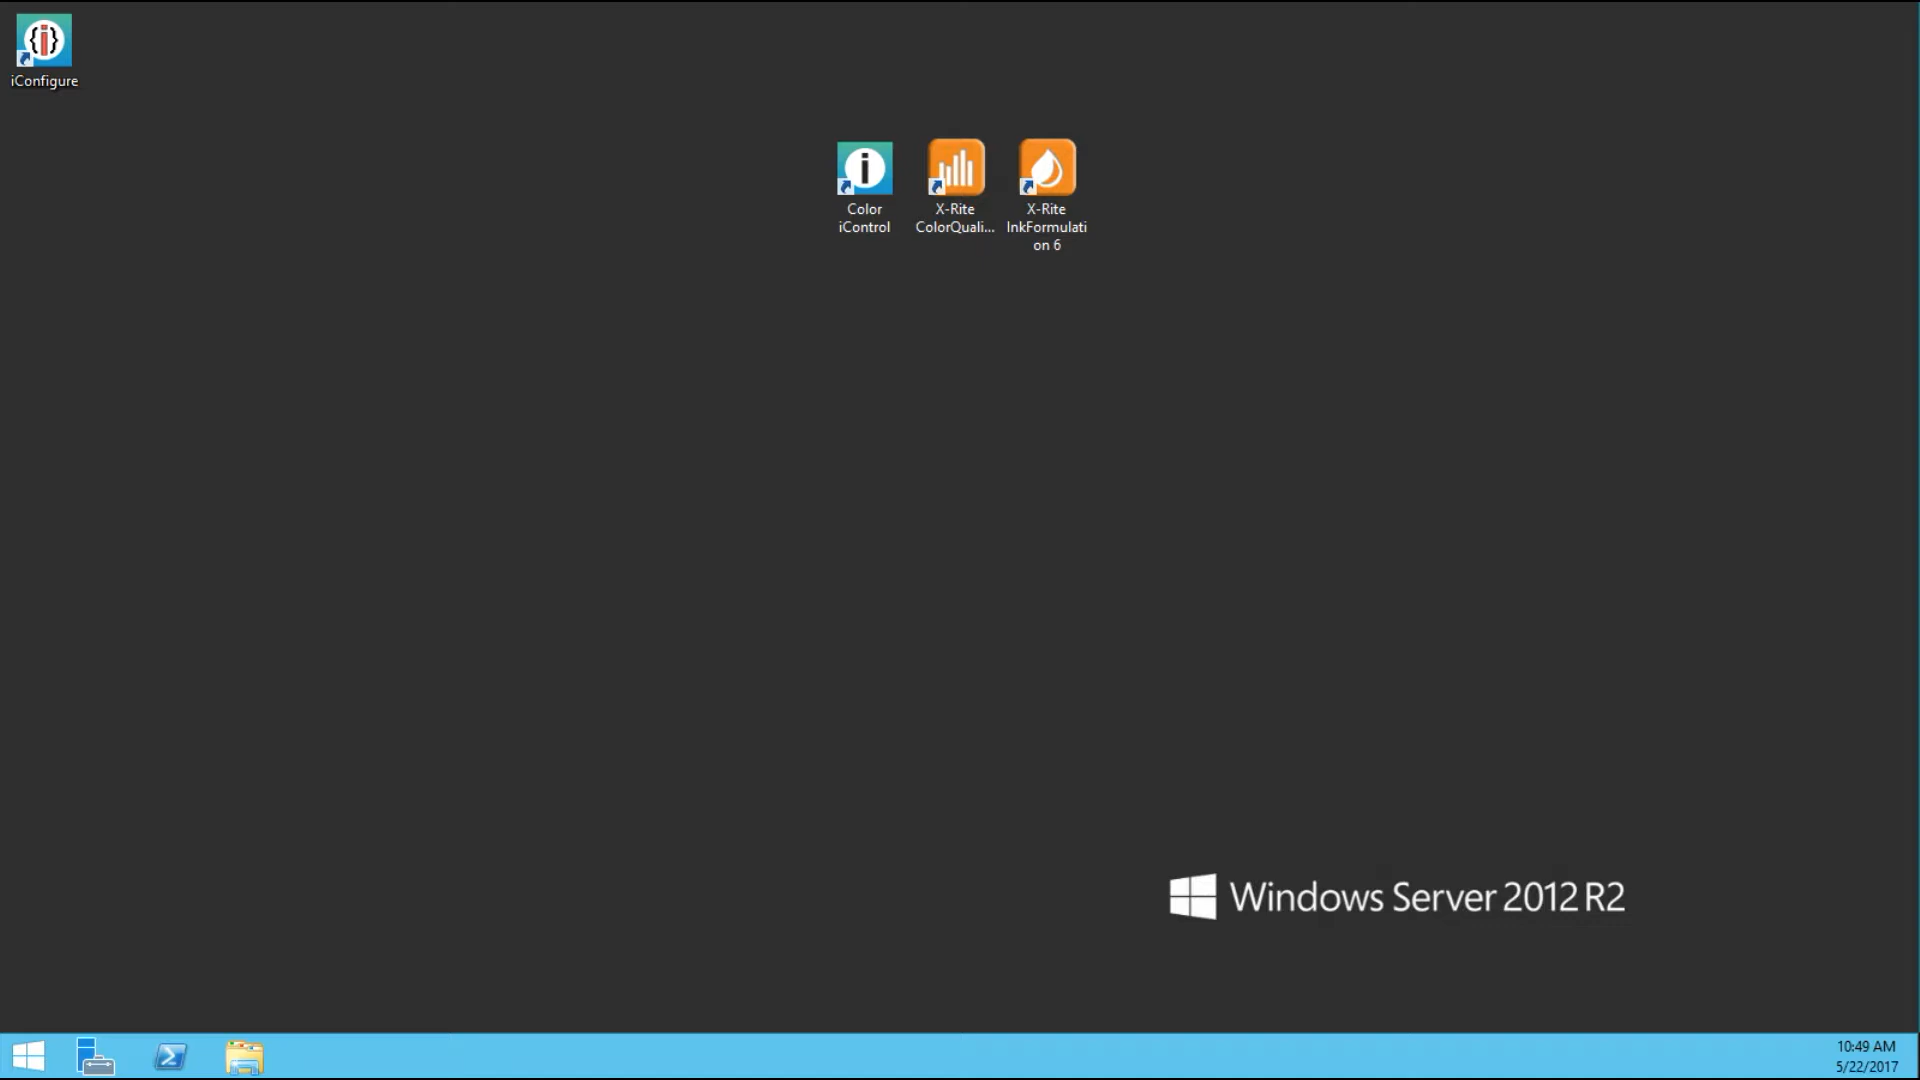 iConfigure
Color
iControl
X-Rite
ColorQuali...
X-Rite
InkFormulati
on 6
Windows Server 2012 R2
10:49 AM
5/22/2017